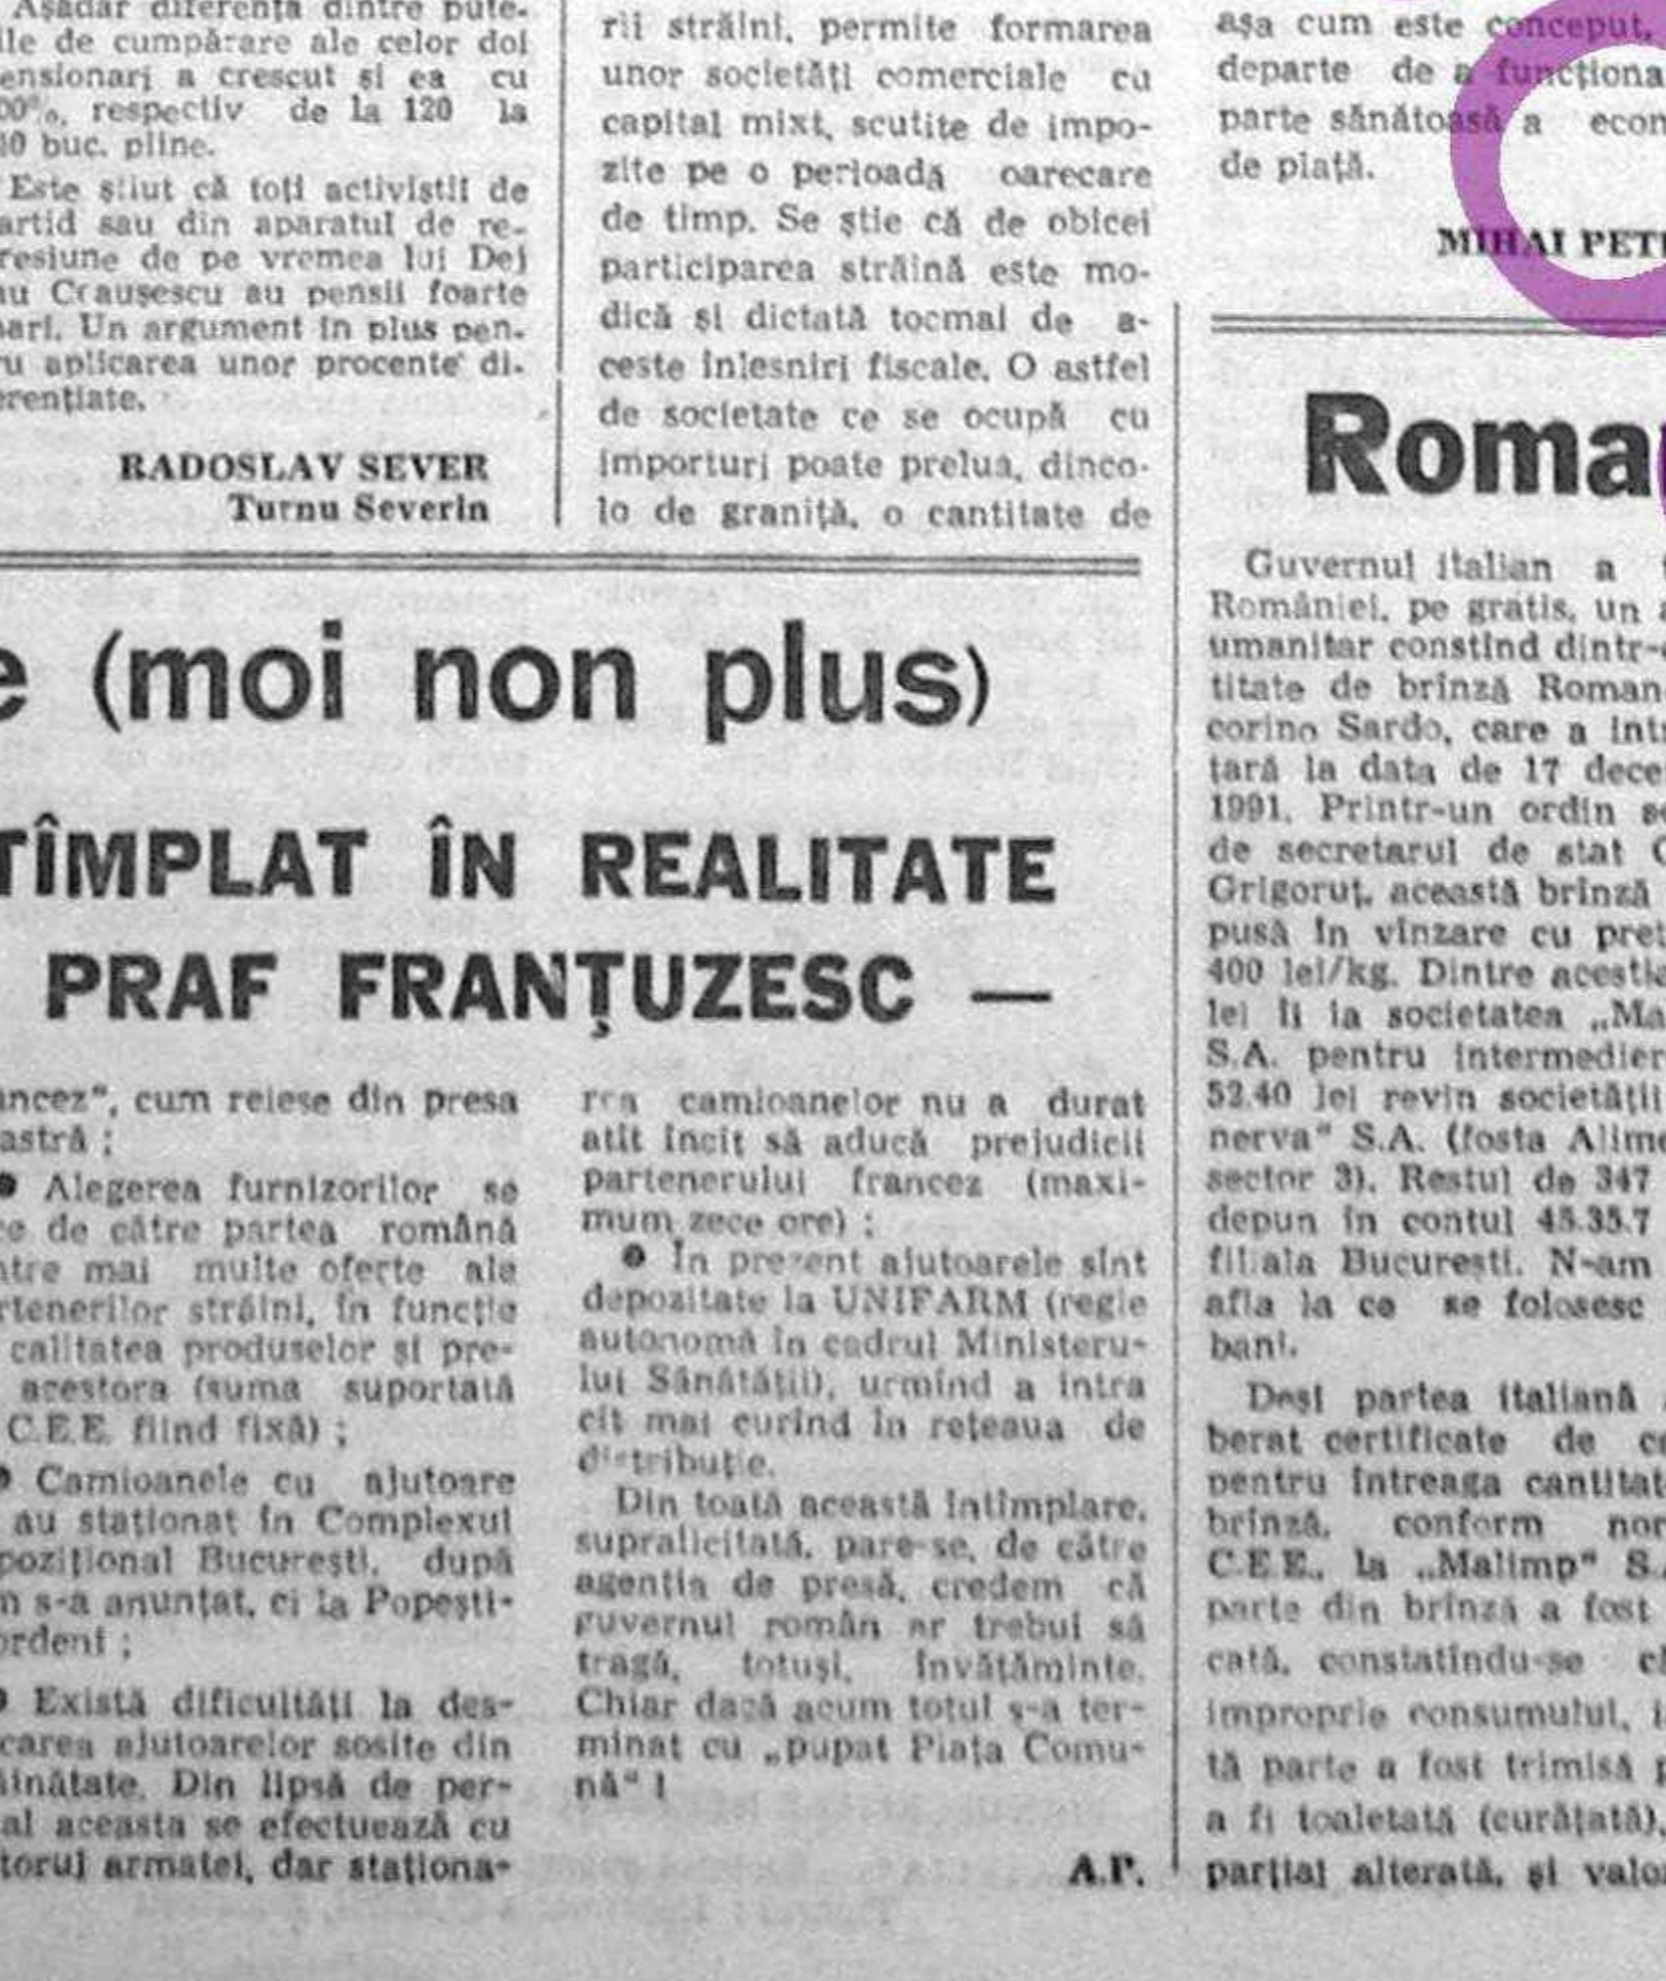 Așadar diferența dintre pute-
ile de cumpărare ale celor doi
ensionari a crescut și ea cu
00%, respectiv de la 120 la
buc. pîine.
Este știut că toți activiștii de
artid sau din aparatul de re-
resiune de pe vremea lui Dej
au Ceaușescu au pensii foarte
ari. Un argument în plus pen-
ru aplicarea unor procente di-
erențiate.
RADOSLAV SEVER
Turnu Severin
rii străini, permite formarea
unor societăți comerciale cu
capital mixt, scutite de impo-
zite pe o perioadă oarecare
de timp. Se știe că de obicei
participarea străină este mo-
dică și dictată tocmai de a-
ceste înlesniri fiscale. O astfel
de societate ce se ocupă cu
importuri poate prelua, dinco-
lo de graniță, o cantitate de
așa cum este conceput,
departe de a funcționa
parte sănătoasă a econ
de piață.
MIHAI PET
e (moi non plus)
TÎMPLAT ÎN REALITATE
PRAF FRANȚUZESC —
ancez“, cum reiese din presa
astră ;
● Alegerea furnizorilor se
ce de către partea română
ntre mai multe oferte ale
rtenerilor străini, în funcție
calitatea produselor și pre-
acestora (suma suportată
C.E.E. fiind fixă) ;
● Camioanele cu ajutoare
au staționat în Complexul
pozițional București, după
m s-a anunțat, ci la Popești-
ordeni ;
● Există dificultăți la des-
carea ajutoarelor sosite din
ăinătate. Din lipsă de per-
al aceasta se efectuează cu
torul armatei, dar staționa-
rea camioanelor nu a durat
atît încît să aducă prejudicii
partenerului francez (maxi-
mum zece ore) ;
● În prezent ajutoarele sînt
depozitate la UNIFARM (regie
autonomă în cadrul Ministeru-
lui Sănătății), urmînd a intra
cît mai curînd în rețeaua de
distribuție.
Din toată această întîmplare,
supralicitată, pare-se, de către
agenția de presă, credem că
guvernul român ar trebui să
tragă, totuși, învățăminte.
Chiar dacă acum totul s-a ter-
minat cu „pupat Piața Comu-
nă“ !
A.P.
Roma
Guvernul italian a
României, pe gratis, un a
umanitar constînd dintr-o
titate de brînză Roman
corino Sardo, care a intr
țară la data de 17 dece
1991. Printr-un ordin se
de secretarul de stat
Grigoruț, această brînză
pusă în vînzare cu preț
400 lei/kg. Dintre acestia
lei îi ia societatea „Ma
S.A. pentru intermedier
52.40 lei revin societății
nerva“ S.A. (fosta Alime
sector 3). Restul de 347
depun în contul 45.35.7
filiala București. N-am
afla la ce se folosesc
bani.
Deși partea italiană
berat certificate de ca
pentru întreaga cantitat
brînză, conform nor
C.E.E., la „Malimp“ S.A
parte din brînză a fost
cată, constatîndu-se că
improprie consumului, i
tă parte a fost trimisă p
a fi toaletată (curățată),
parțial alterată, și valo